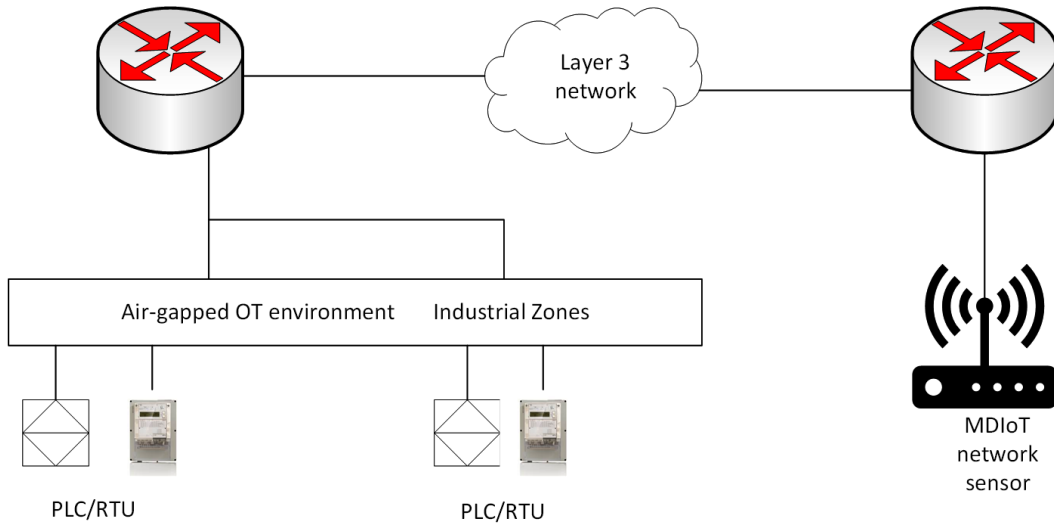 Layer 3
network
Air-gapped OT environment
Industrial Zones
PLC/RTU
PLC/RTU
MDIoT
network
sensor